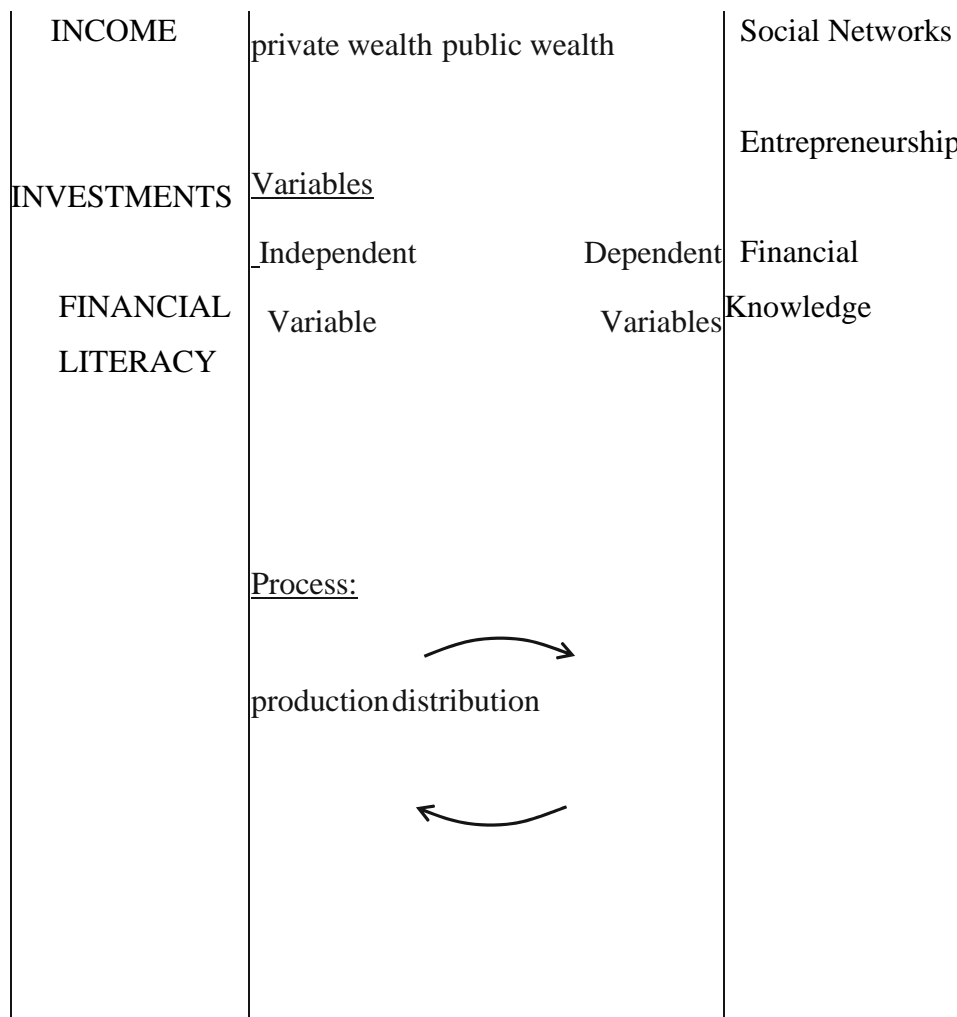 INCOME
INVESTMENTS
FINANCIAL
LITERACY
private wealth public wealth
Variables
Independent Dependent
Variable Variables
Process:
production distribution
Social Networks
Entrepreneurship
Financial
Knowledge